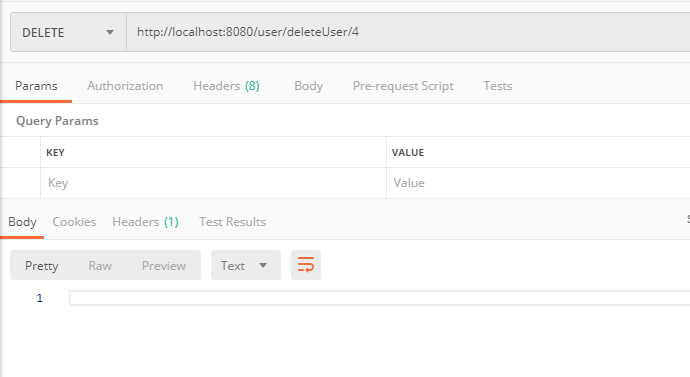 DELETE http://localhost:8080/user/deleteUser/4
Params Authorization Headers (8) Body Pre-request Script Tests
Query Params
KEY VALUE
Key Value
Body Cookies Headers (1) Test Results
Pretty Raw Preview Text
1